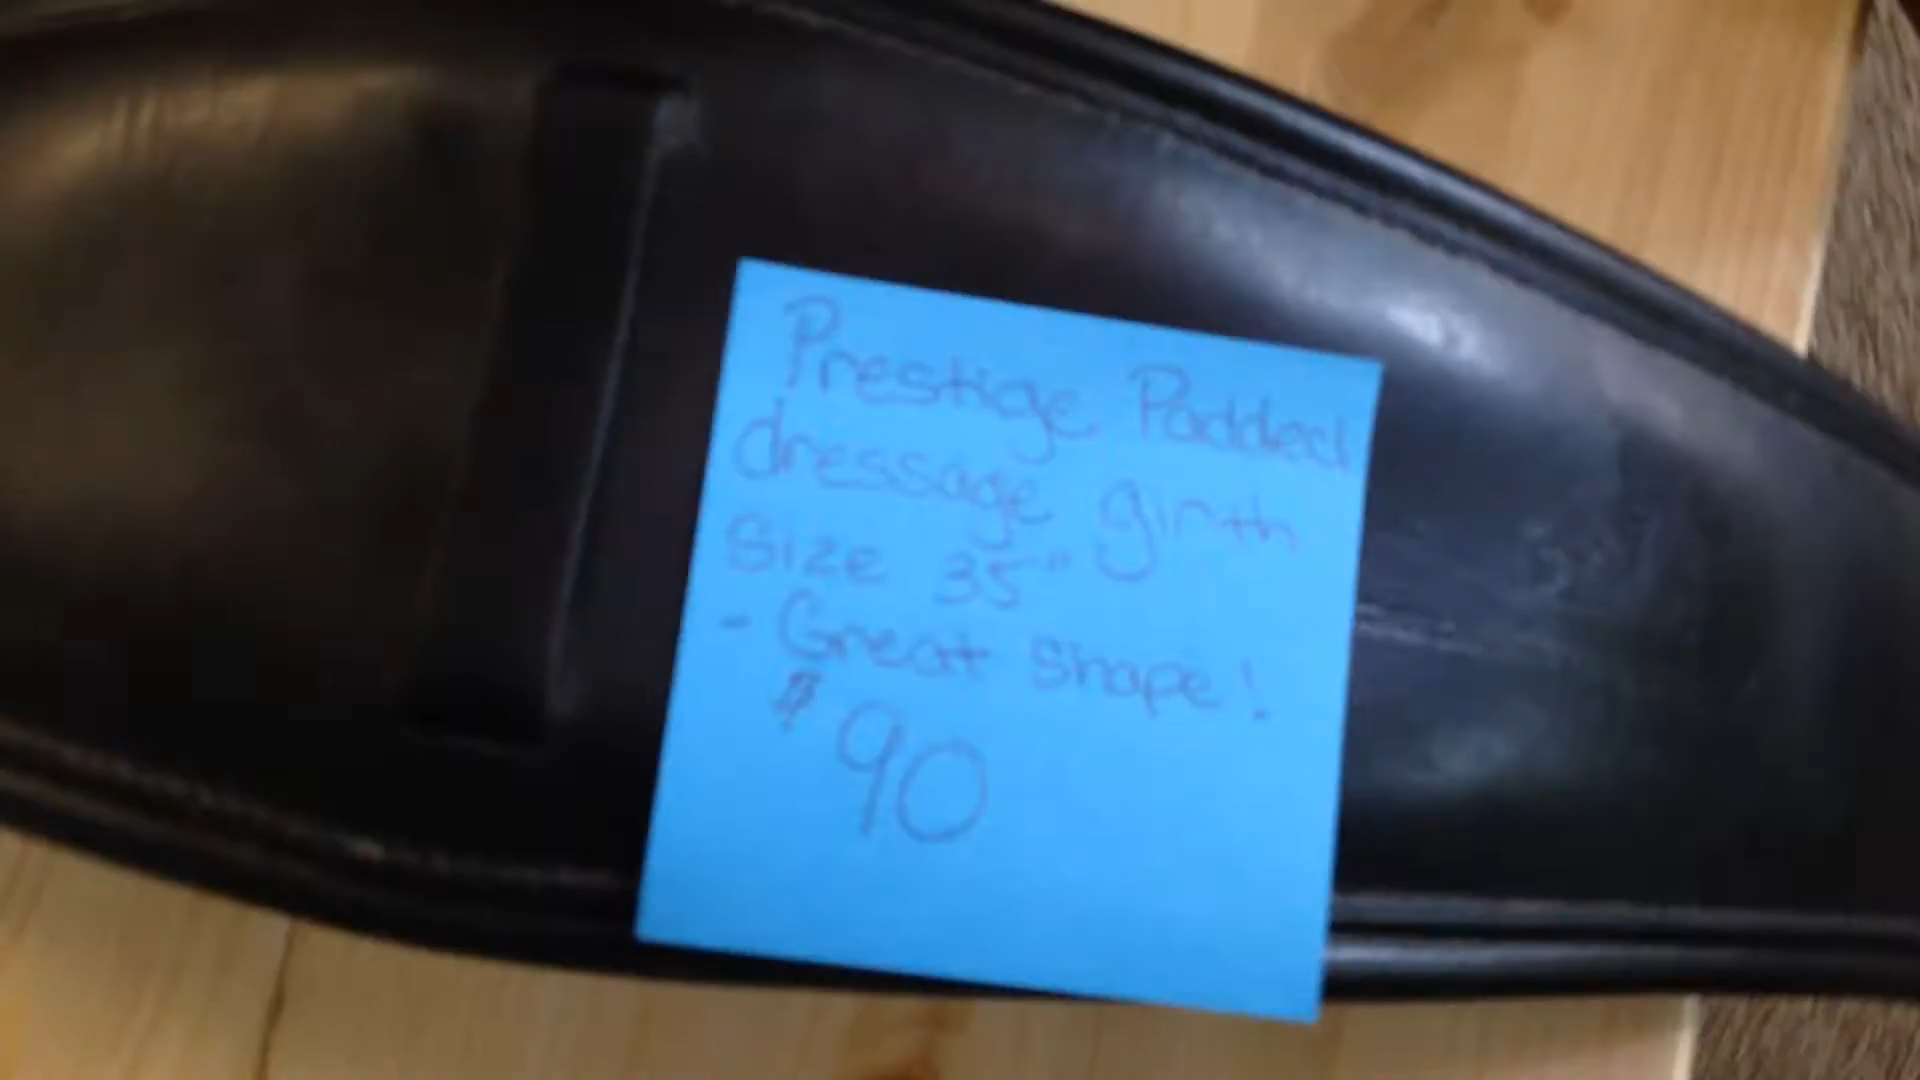 Prestige Padded
dressage girth
Size 35"
- Great shape!
$90